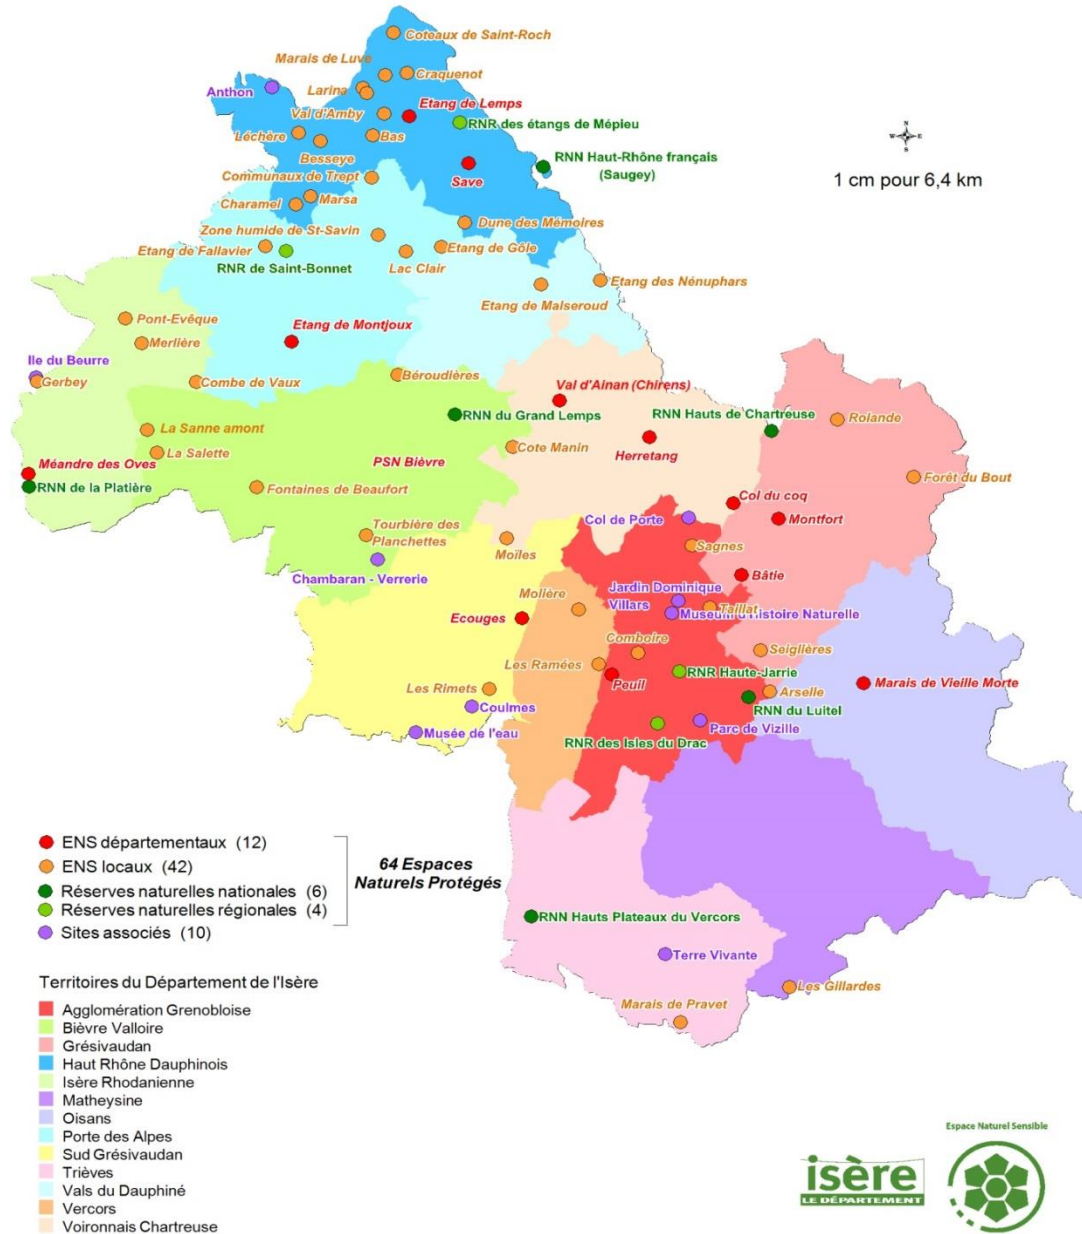 Coteaux de Saint-Roch
Marais de Luve
Craquenot
Anthon
Larina
Etang de Lemps
Val d'Amby
RNR des étangs de Mépieu
Léchère
Bas
Besseye
RNN Haut-Rhône français
(Saugey)
Communaux de Trept
Save
1 cm pour 6,4 km
N
W
E
S
Charamel
Marsa
Dune des Mémoires
Zone humide de St-Savin
Etang de Fallavier
Etang de Gôle
Lac Clair
RNR de Saint-Bonnet
Etang des Nénuphars
Etang de Malseroud
Pont-Evêque
Etang de Montjoux
Merlière
Ile du Beurre
Gerbey
Combe de Vaux
Béroudières
Val d'Ainan (Chirens)
RNN du Grand Lemps
RNN Hauts de Chartreuse
Rolande
La Sanne amont
Cote Manin
Herretang
La Salette
Méandre des Oves
PSN Bièvre
Forêt du Bout
RNN de la Platière
Fontaines de Beaufort
Col du coq
Col de Porte
Montfort
Tourbière des
Planchettes
Moïles
Sagnes
Chambaran - Verrerie
Bâtie
Jardin Dominique
Villars
Molière
Taillat
Museum d'Histoire Naturelle
Ecouges
Comboire
Seiglières
Les Ramées
RNR Haute-Jarrie
Peuil
Marais de Vieille Morte
Les Rimets
Arselle
Coulmes
RNN du Luitel
Parc de Vizille
Musée de l'eau
RNR des Isles du Drac
ENS départementaux (12)
ENS locaux (42)
Réserves naturelles nationales (6)
Réserves naturelles régionales (4)
Sites associés (10)
64 Espaces
Naturels Protégés
RNN Hauts Plateaux du Vercors
Terre Vivante
Les Gillardes
Marais de Pravet
Territoires du Département de l'Isère
Agglomération Grenobloise
Bièvre Valloire
Grésivaudan
Haut Rhône Dauphinois
Isère Rhodanienne
Matheysine
Oisans
Porte des Alpes
Sud Grésivaudan
Trièves
Vals du Dauphiné
Vercors
Voironnais Chartreuse
Espace Naturel Sensible
isère
LE DÉPARTEMENT